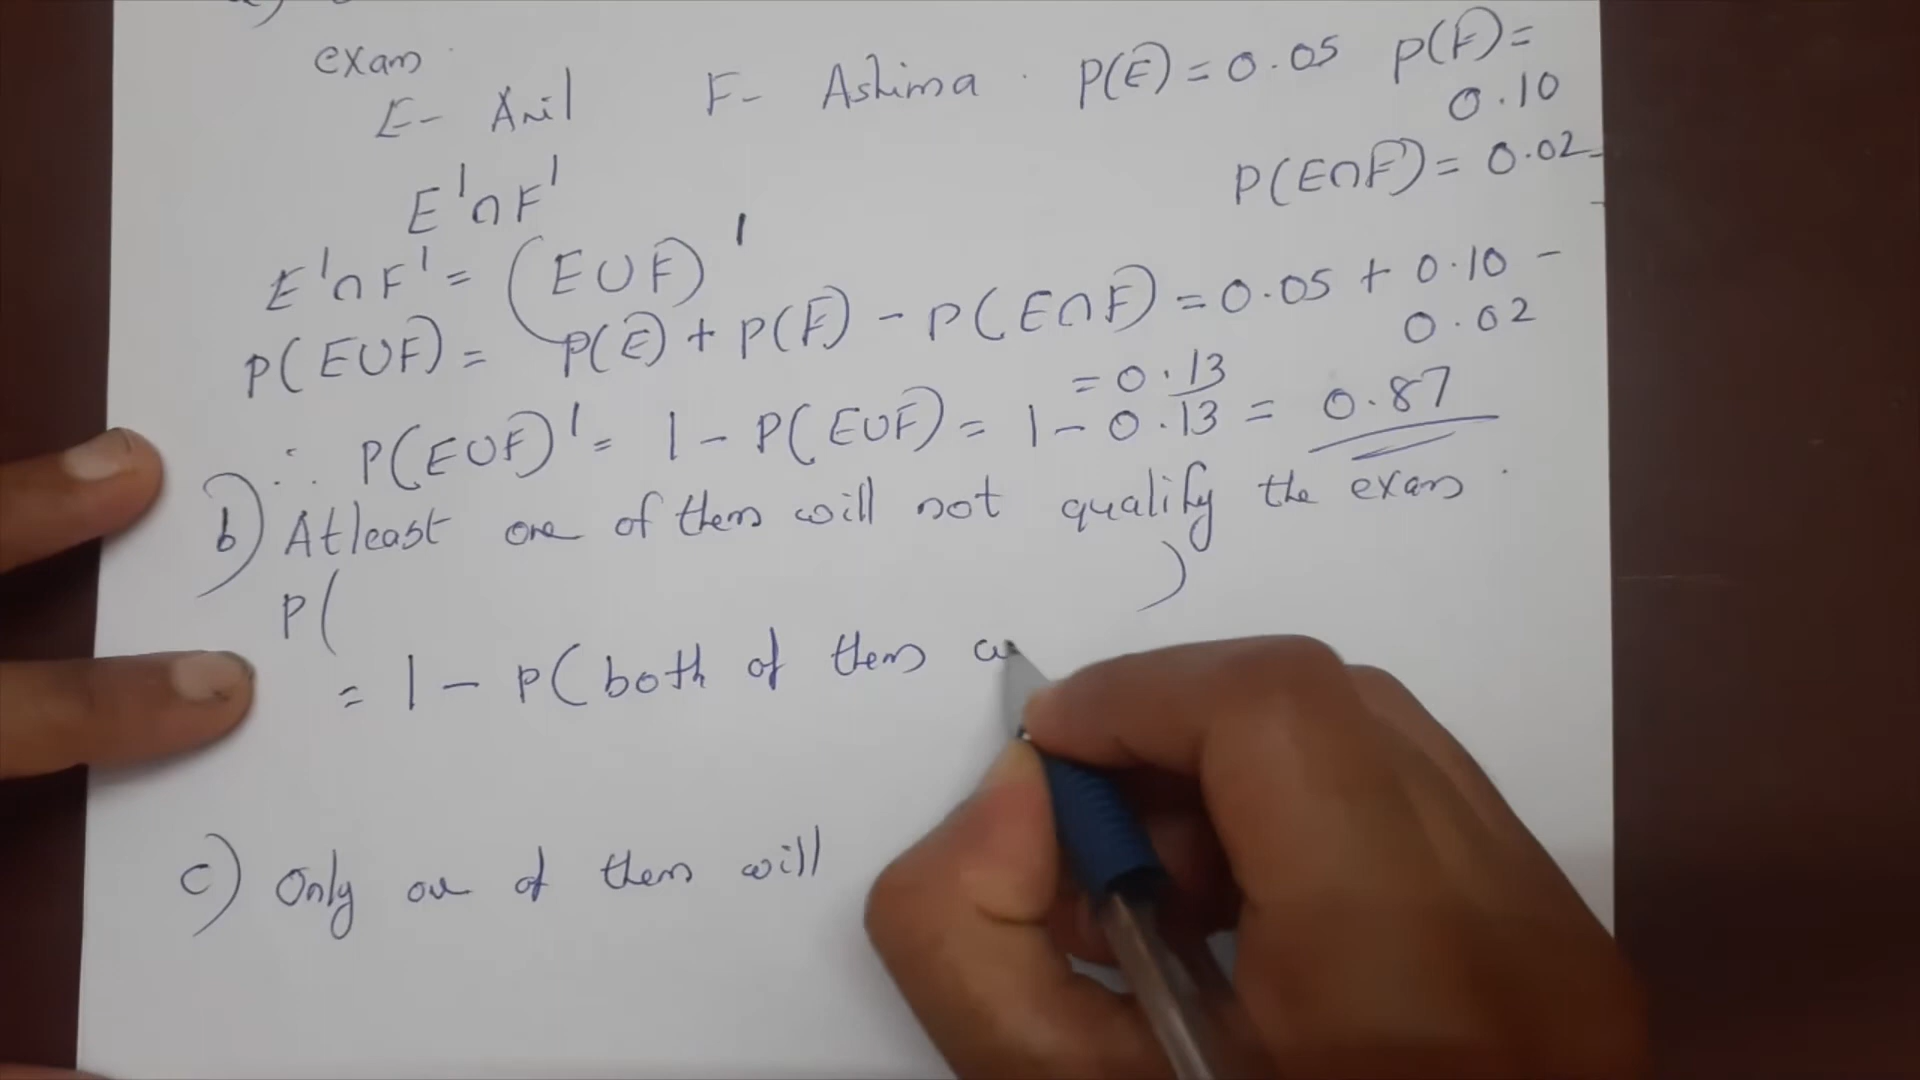 exam.
E- Anil F- Ashima. P(E) = 0.05 P(F) =
0.10
E'∩F' P(E∩F) = 0.02
E'∩F' = (E∪F)'
P(E∪F) = P(E) + P(F) - P(E∩F) = 0.05 + 0.10 -
0.02
= 0.13
∴ P(E∪F)' = 1 - P(E∪F) = 1 - 0.13 = 0.87
b) Atleast one of them will not qualify the exam.
P( )
= 1 - P(both of them
c) Only one of them will